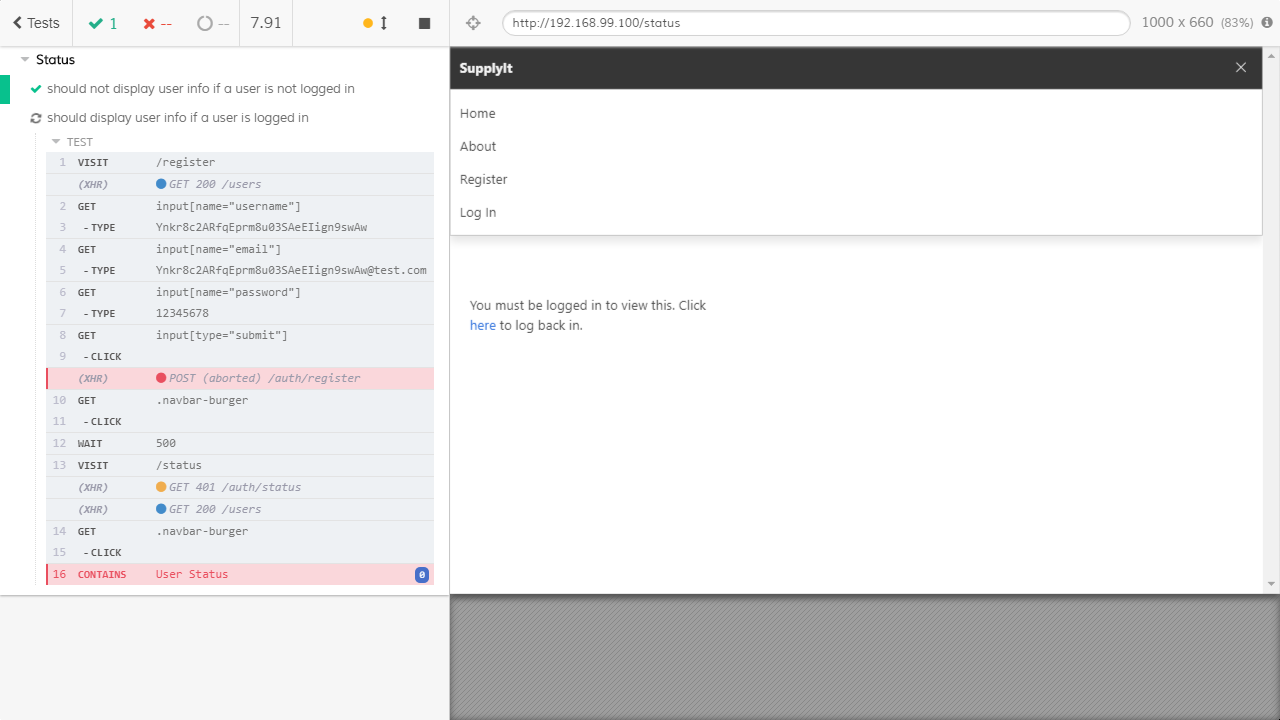 Tests 1 -- -- 7.91
http://192.168.99.100/status 1000 x 660 (83%)
Status
should not display user info if a user is not logged in
should display user info if a user is logged in
TEST
1 VISIT /register
(XHR) GET 200 /users
2 GET input[name="username"]
3 -TYPE Ynkr8c2ARfqEprm8u03SAeEIign9swAw
4 GET input[name="email"]
5 -TYPE Ynkr8c2ARfqEprm8u03SAeEIign9swAw@test.com
6 GET input[name="password"]
7 -TYPE 12345678
8 GET input[type="submit"]
9 -CLICK
(XHR) POST (aborted) /auth/register
10 GET .navbar-burger
11 -CLICK
12 WAIT 500
13 VISIT /status
(XHR) GET 401 /auth/status
(XHR) GET 200 /users
14 GET .navbar-burger
15 -CLICK
16 CONTAINS User Status 0
SupplyIt
Home
About
Register
Log In
You must be logged in to view this. Click
here to log back in.